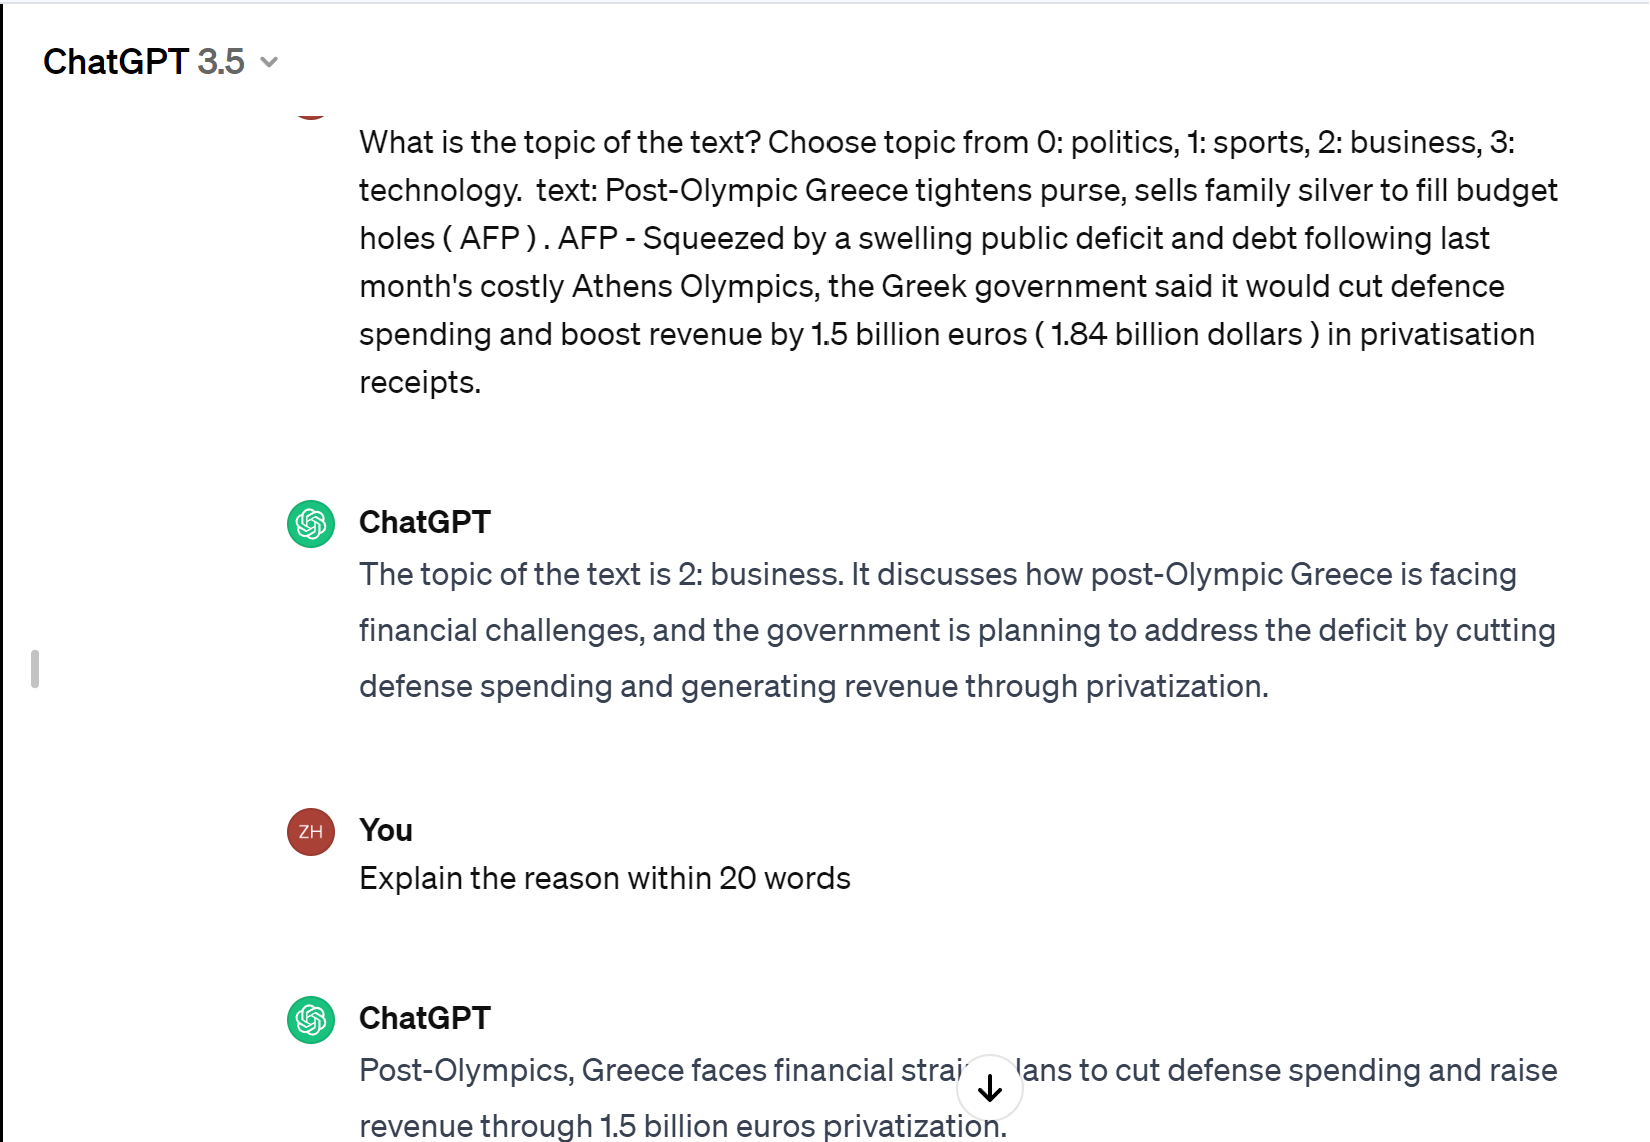 ChatGPT 3.5
What is the topic of the text? Choose topic from 0: politics, 1: sports, 2: business, 3:
technology.  text: Post-Olympic Greece tightens purse, sells family silver to fill budget
holes ( AFP ) . AFP - Squeezed by a swelling public deficit and debt following last
month's costly Athens Olympics, the Greek government said it would cut defence
spending and boost revenue by 1.5 billion euros ( 1.84 billion dollars ) in privatisation
receipts.
ChatGPT
The topic of the text is 2: business. It discusses how post-Olympic Greece is facing
financial challenges, and the government is planning to address the deficit by cutting
defense spending and generating revenue through privatization.
ZH You
Explain the reason within 20 words
ChatGPT
Post-Olympics, Greece faces financial to cut defense spending and raise
revenue through 1.5 billion euros privatization.